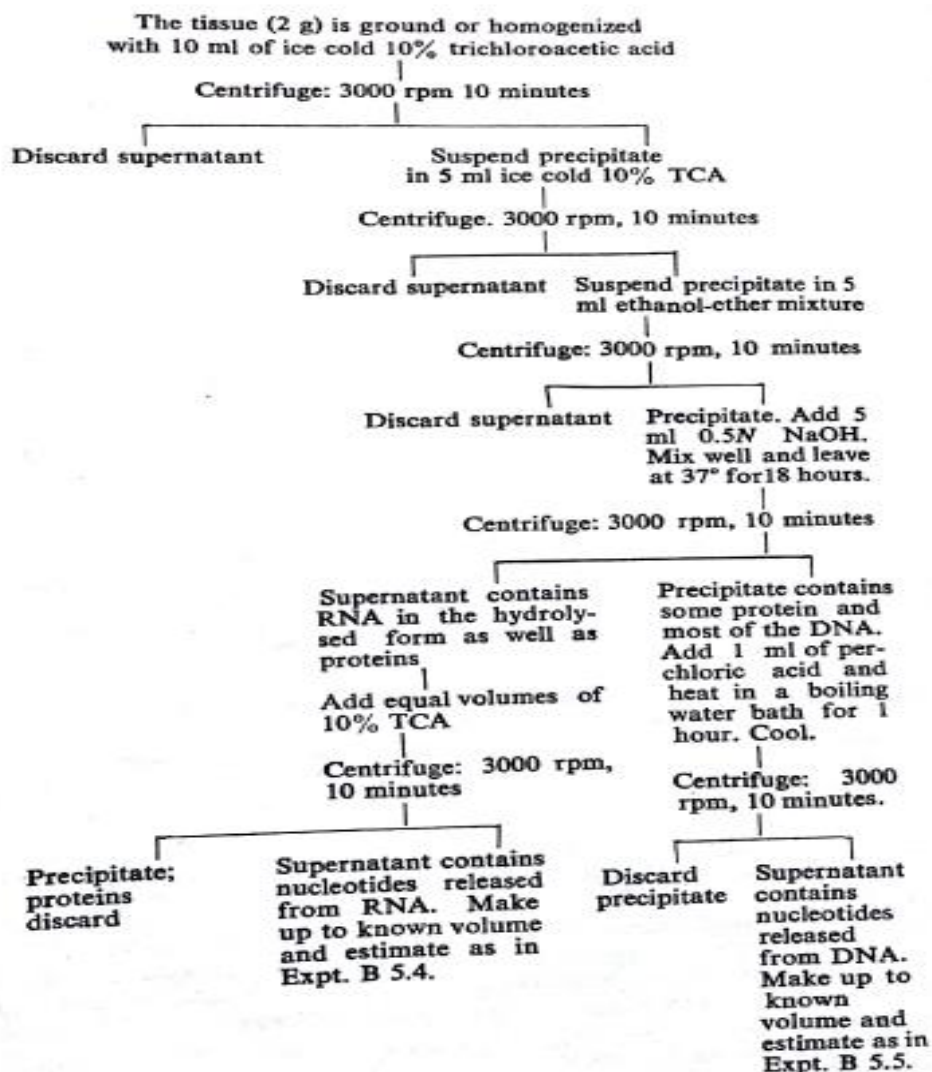 The tissue (2 g) is ground or homogenized
with 10 ml of ice cold 10% trichloroacetic acid
Centrifuge: 3000 rpm 10 minutes
Discard supernatant
Suspend precipitate
in 5 ml ice cold 10% TCA
Centrifuge. 3000 rpm, 10 minutes
Discard supernatant
Suspend precipitate in 5
ml ethanol-ether mixture
Centrifuge: 3000 rpm, 10 minutes
Discard supernatant
Precipitate. Add 5
ml 0.5N NaOH.
Mix well and leave
at 37° for18 hours.
Centrifuge: 3000 rpm, 10 minutes
Supernatant contains
RNA in the hydroly-
sed form as well as
proteins
Add equal volumes of
10% TCA
Centrifuge: 3000 rpm,
10 minutes
Precipitate;
proteins
discard
Supernatant contains
nucleotides released
from RNA. Make
up to known volume
and estimate as in
Expt. B 5.4.
Precipitate contains
some protein and
most of the DNA.
Add 1 ml of per-
chloric acid and
heat in a boiling
water bath for 1
hour. Cool.
Centrifuge: 3000
rpm, 10 minutes.
Discard
precipitate
Supernatant
contains
nucleotides
released
from DNA.
Make up to
known
volume and
estimate as in
Expt. B 5.5.